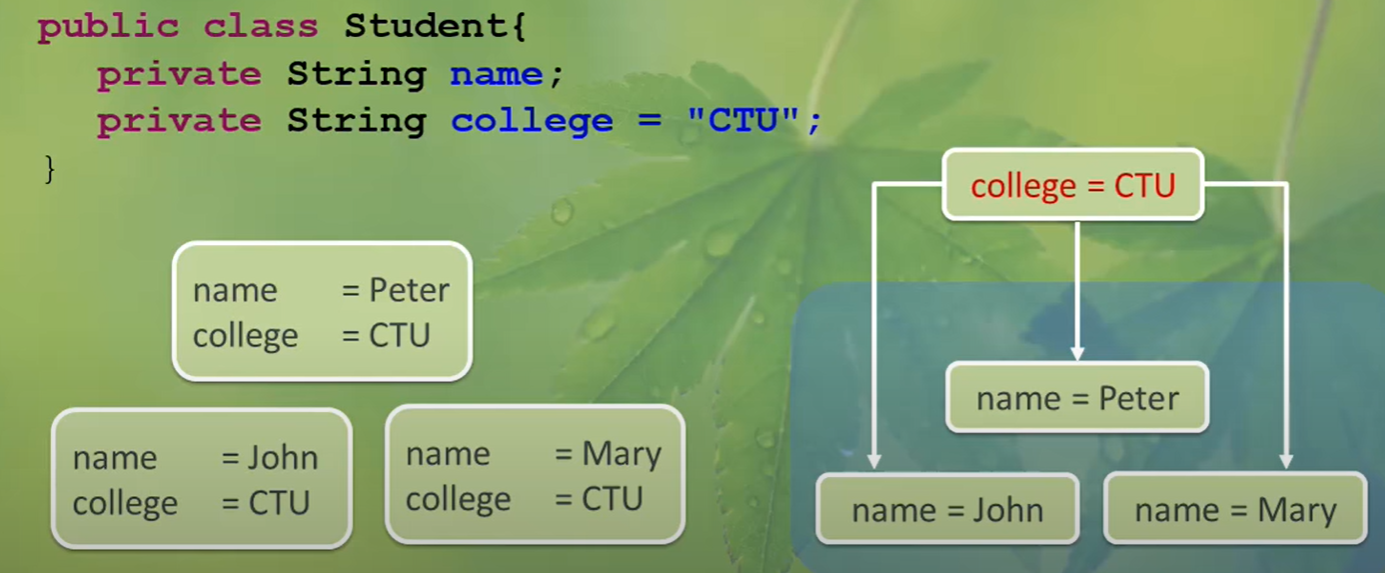 public class Student{
private String name;
private String college = "CTU";
}
name = Peter
college = CTU
name = John
college = CTU
name = Mary
college = CTU
college = CTU
name = Peter
name = John
name = Mary